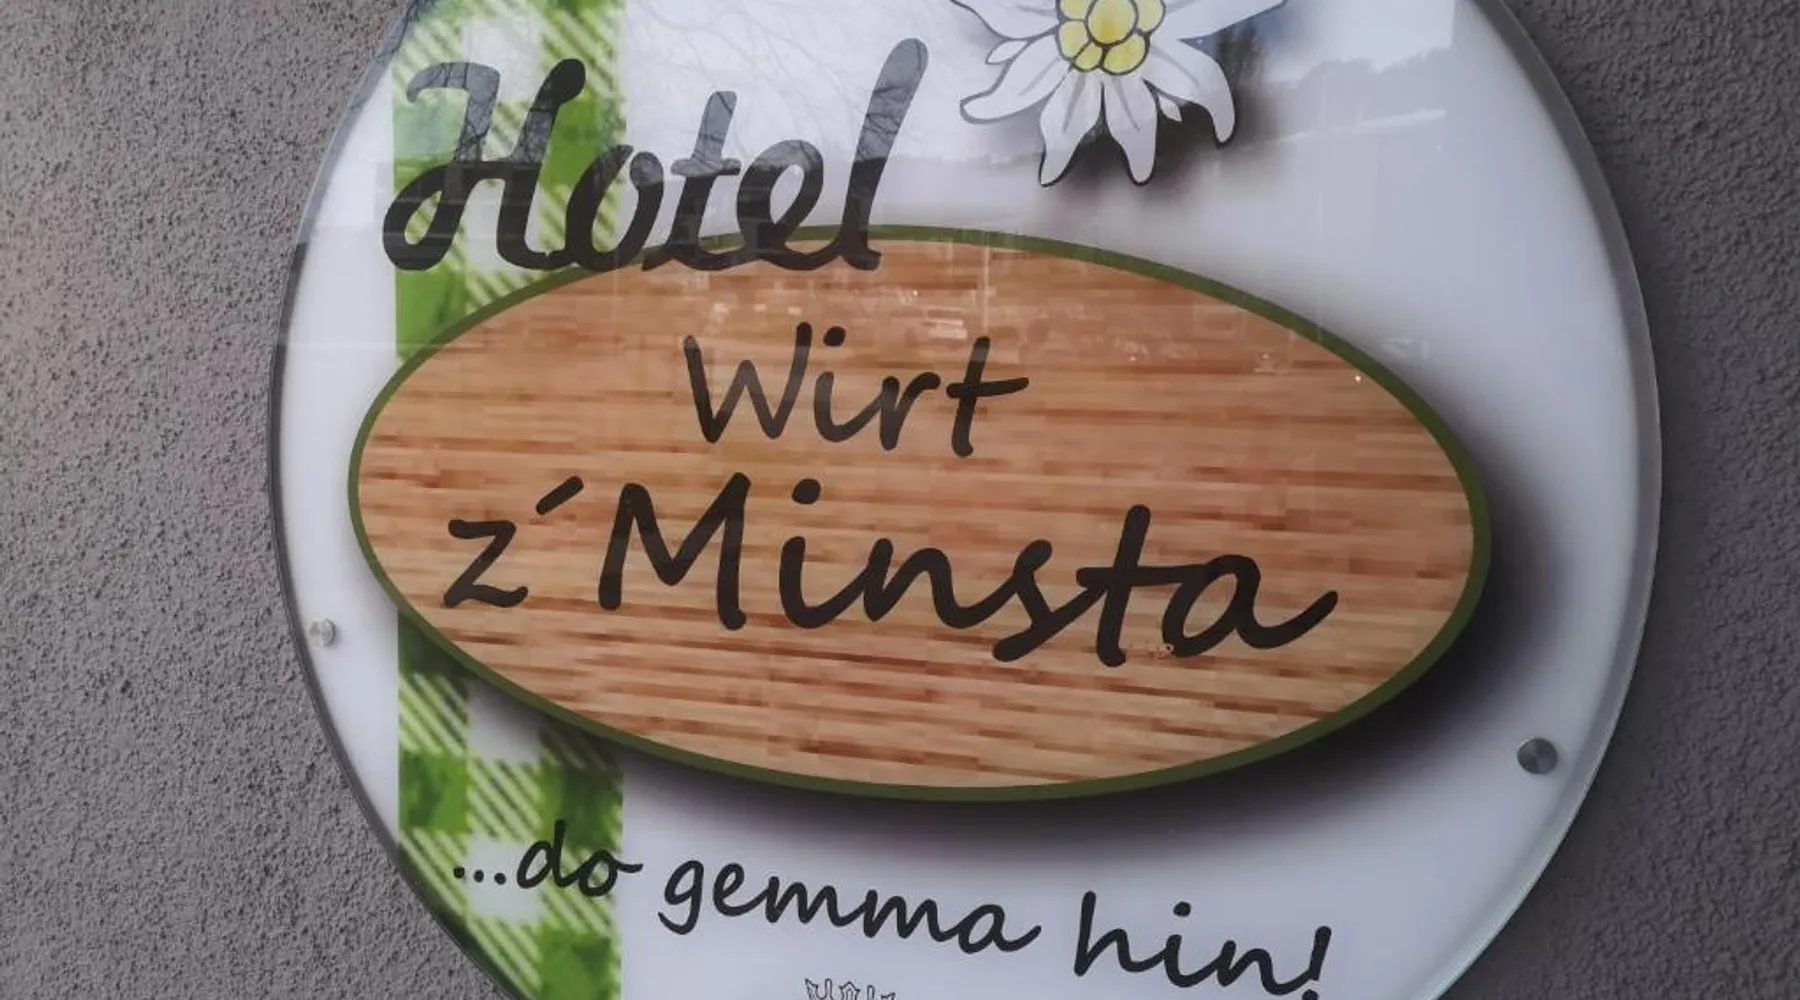 Hotel
Wirt
z´Minsta
...do gemma hin!